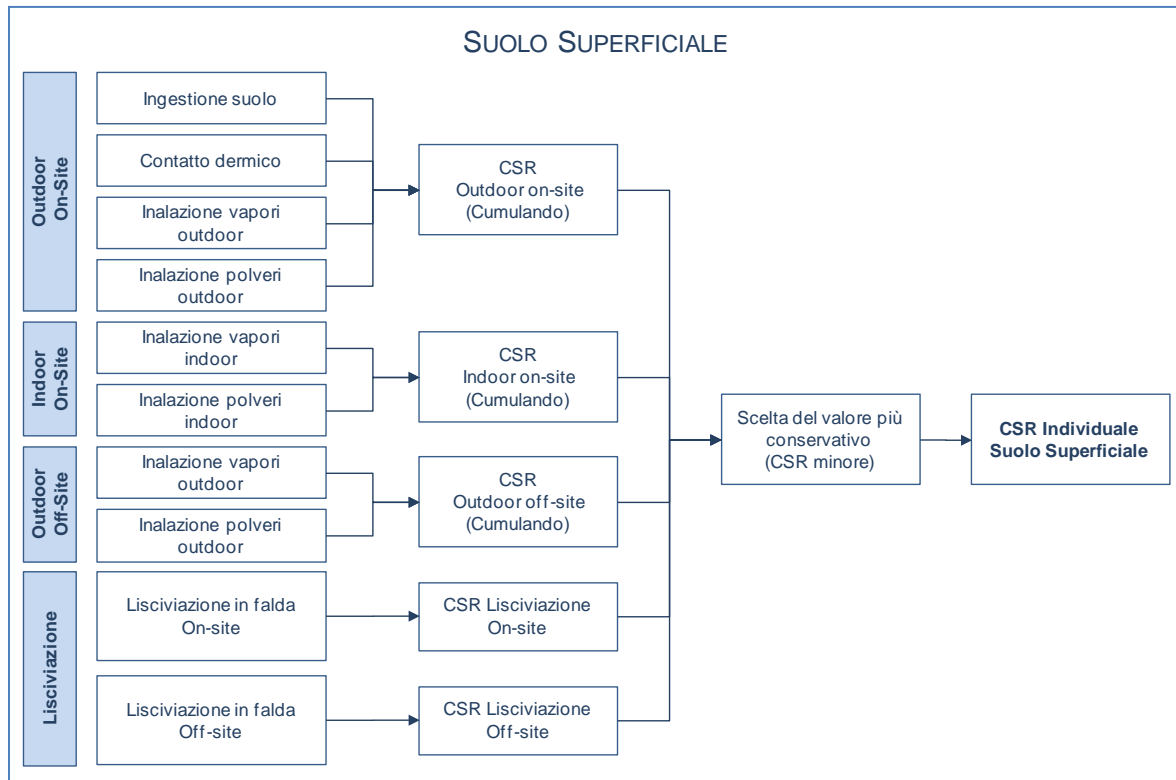 SUOLO SUPERFICIALE
Outdoor
On-Site
Ingestione suolo
Contatto dermico
Inalazione vapori
outdoor
Inalazione polveri
outdoor
CSR
Outdoor on-site
(Cumulando)
Indoor
On-Site
Inalazione vapori
indoor
Inalazione polveri
indoor
CSR
Indoor on-site
(Cumulando)
Outdoor
Off-Site
Inalazione vapori
outdoor
Inalazione polveri
outdoor
CSR
Outdoor off-site
(Cumulando)
Lisciviazione
Lisciviazione in falda
On-site
CSR Lisciviazione
On-site
Lisciviazione in falda
Off-site
CSR Lisciviazione
Off-site
Scelta del valore più
conservativo
(CSR minore)
CSR Individuale
Suolo Superficiale